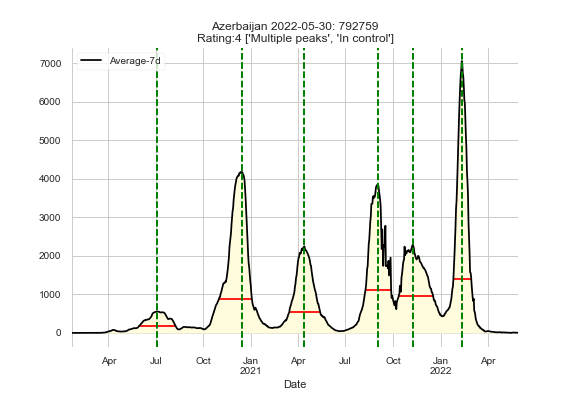 Azerbaijan 2022-05-30: 792759
Rating:4 ['Multiple peaks', 'In control']
Average-7d
7000
6000
5000
4000
3000
2000
1000
0
Apr Jul Oct Jan Apr Jul Oct Jan Apr
2021 2022
Date